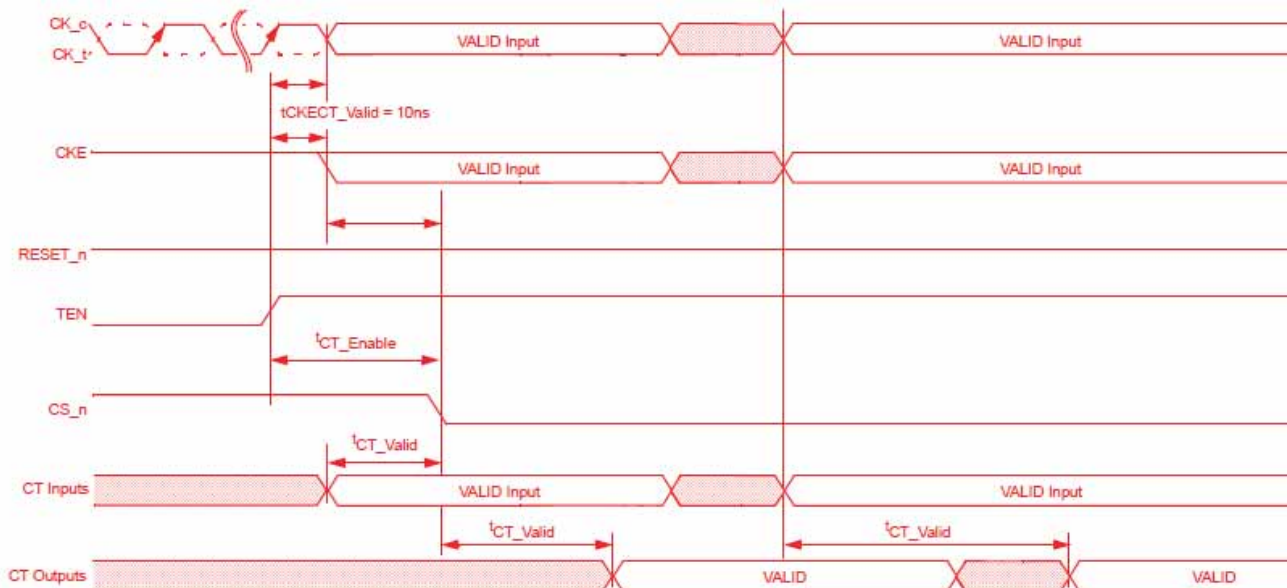 CK_c
CK_t
VALID Input
VALID Input
tCKECT_Valid = 10ns
CKE
VALID Input
VALID Input
RESET_n
TEN
tCT_Enable
CS_n
tCT_Valid
CT Inputs
VALID Input
VALID Input
tCT_Valid
tCT_Valid
CT Outputs
VALID
VALID